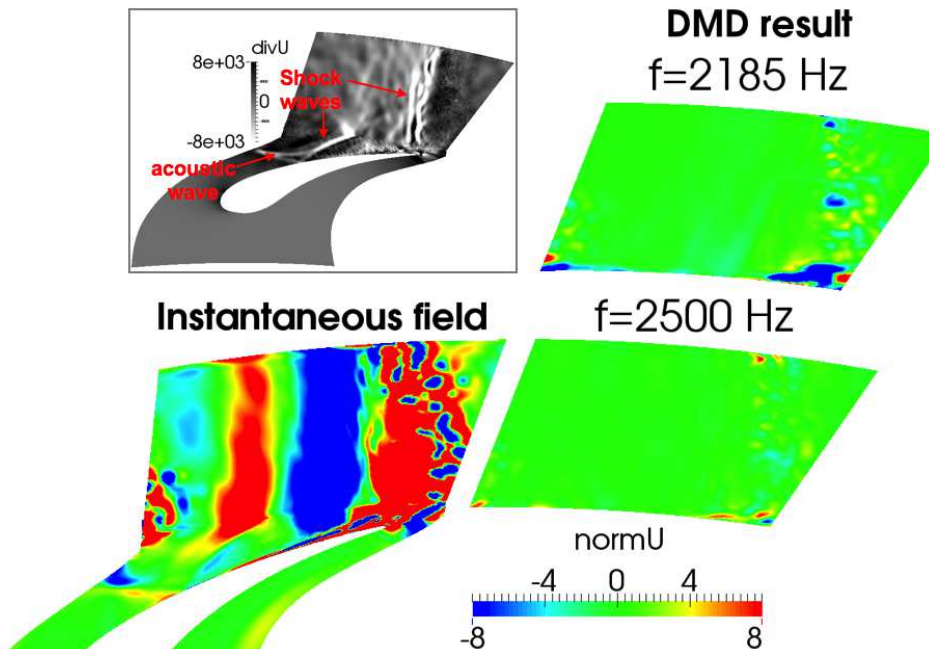 divU
8e+03
0
-8e+03
Shock
waves
acoustic
wave
DMD result
f=2185 Hz
Instantaneous field
f=2500 Hz
normU
-4 0 4
-8 8